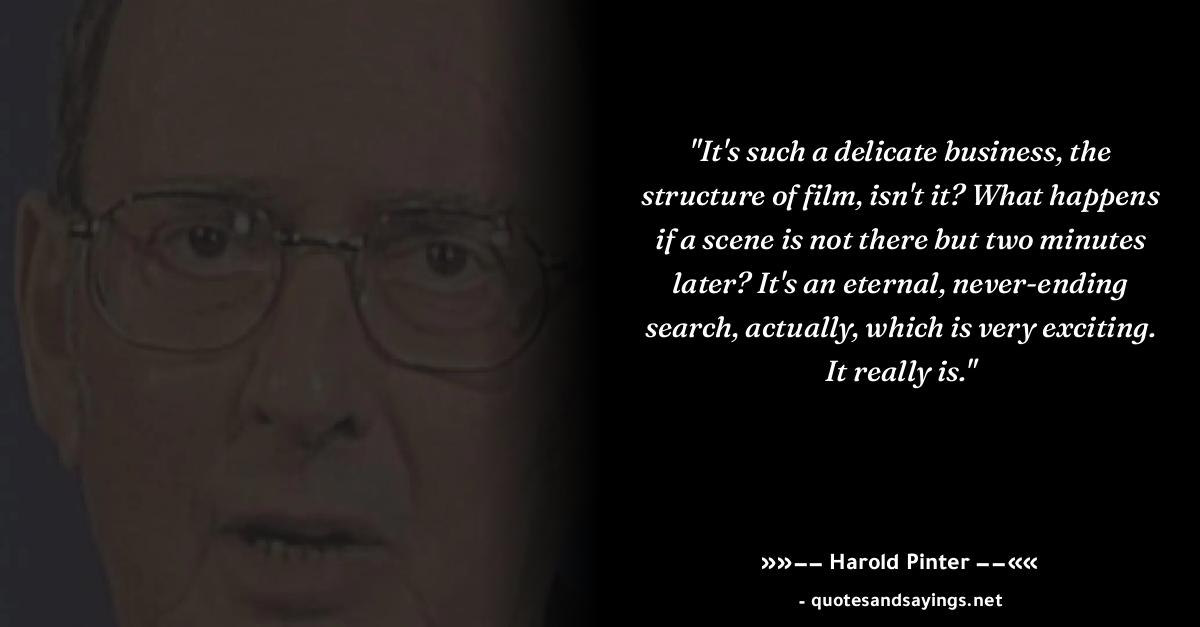 "It's such a delicate business, the
structure of film, isn't it? What happens
if a scene is not there but two minutes
later? It's an eternal, never-ending
search, actually, which is very exciting.
It really is."
»»−− Harold Pinter −−««
- quotesandsayings.net